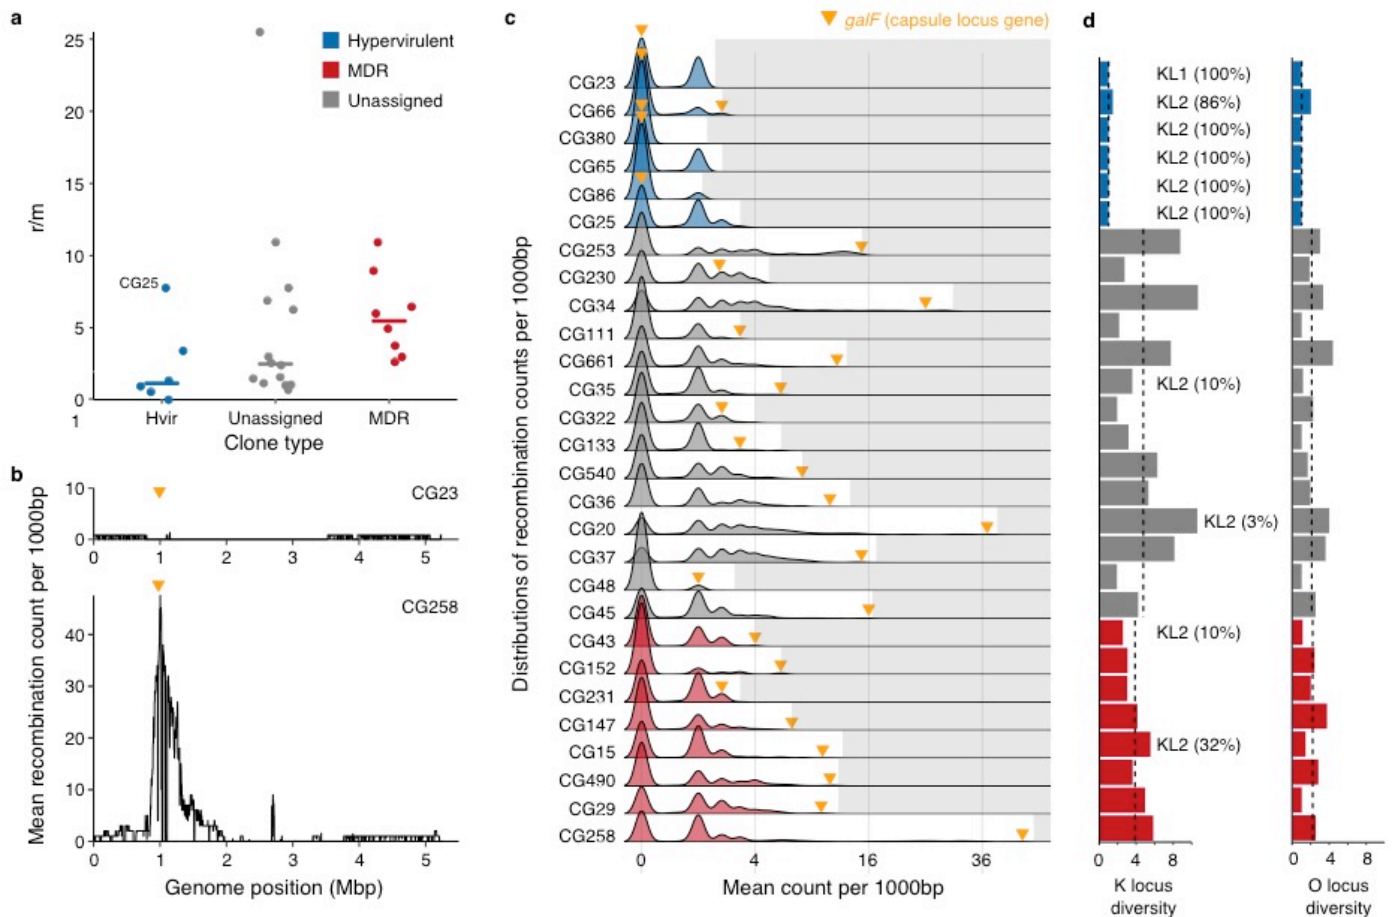 a
r/m
25
20
15
10
5
0
1
Hypervirulent
MDR
Unassigned
CG25
Hvir
Unassigned
MDR
Clone type
b
Mean recombination count per 1000bp
10
0
CG23
0 1 2 3 4 5
CG258
40
30
20
10
0
0 1 2 3 4 5
Genome position (Mbp)
c
galF (capsule locus gene)
Distributions of recombination counts per 1000bp
CG23
CG66
CG380
CG65
CG86
CG25
CG253
CG230
CG34
CG111
CG661
CG35
CG322
CG133
CG540
CG36
CG20
CG37
CG48
CG45
CG43
CG152
CG231
CG147
CG15
CG490
CG29
CG258
0 4 16 36
Mean count per 1000bp
d
KL1 (100%)
KL2 (86%)
KL2 (100%)
KL2 (100%)
KL2 (100%)
KL2 (100%)
KL2 (10%)
KL2 (3%)
KL2 (10%)
KL2 (32%)
0 4 8
K locus
diversity
0 4 8
O locus
diversity